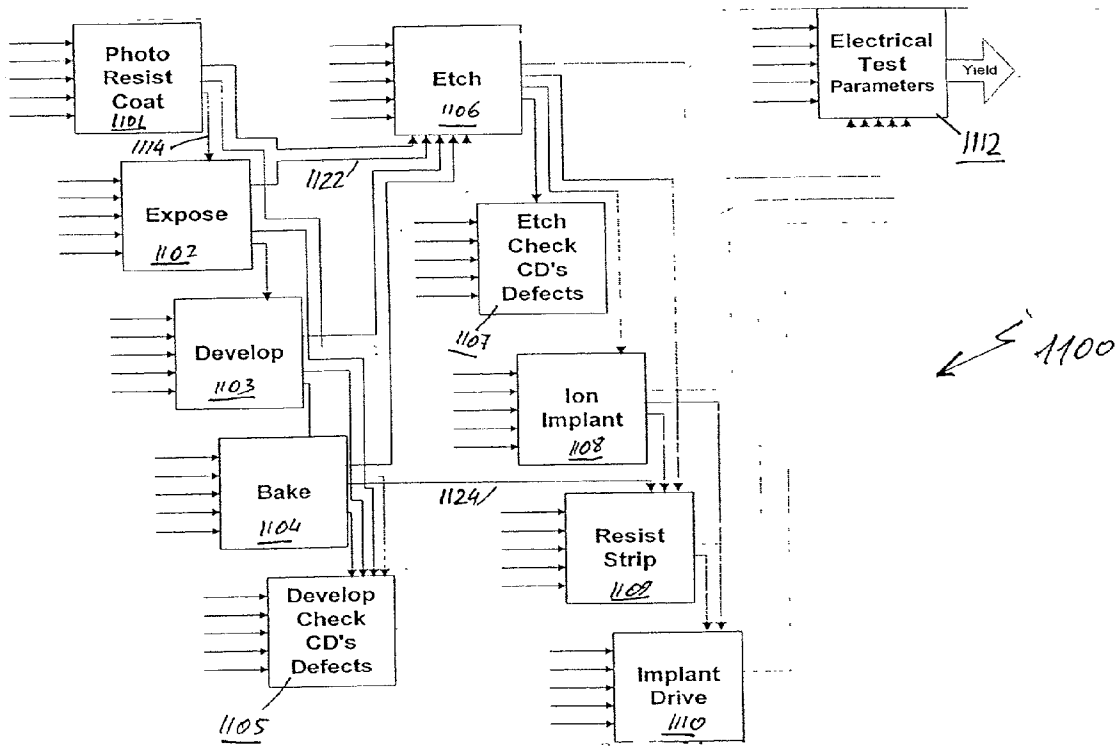 Photo
Resist
Coat
1101
1114
Expose
1102
Develop
1103
Bake
1104
Develop
Check
CD's
Defects
1105
Etch
1106
1122
Etch
Check
CD's
Defects
1107
Ion
Implant
1108
1124
Resist
Strip
1109
Implant
Drive
1110
Electrical
Test
Parameters
Yield
1112
1100